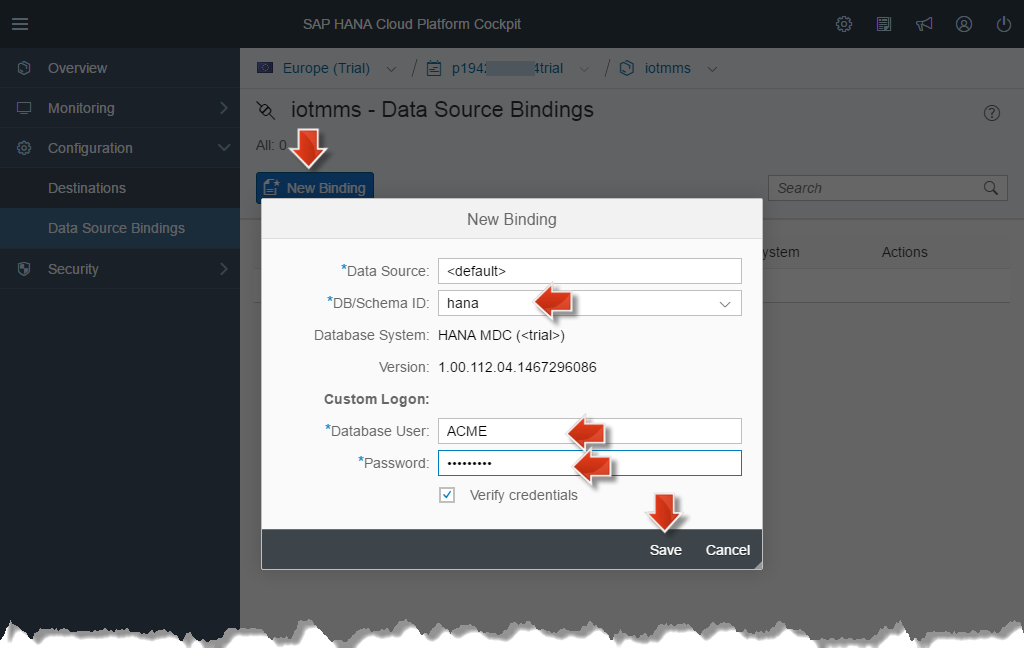 SAP HANA Cloud Platform Cockpit
Overview
Monitoring
Configuration
Destinations
Data Source Bindings
Security
Europe (Trial) / p194 4trial / iotmms
iotmms - Data Source Bindings
All: 0
New Binding
Search
ystem Actions
New Binding
*Data Source: <default>
*DB/Schema ID: hana
Database System: HANA MDC (<trial>)
Version: 1.00.112.04.1467296086
Custom Logon:
*Database User: ACME
*Password: •••••••••
Verify credentials
Save Cancel